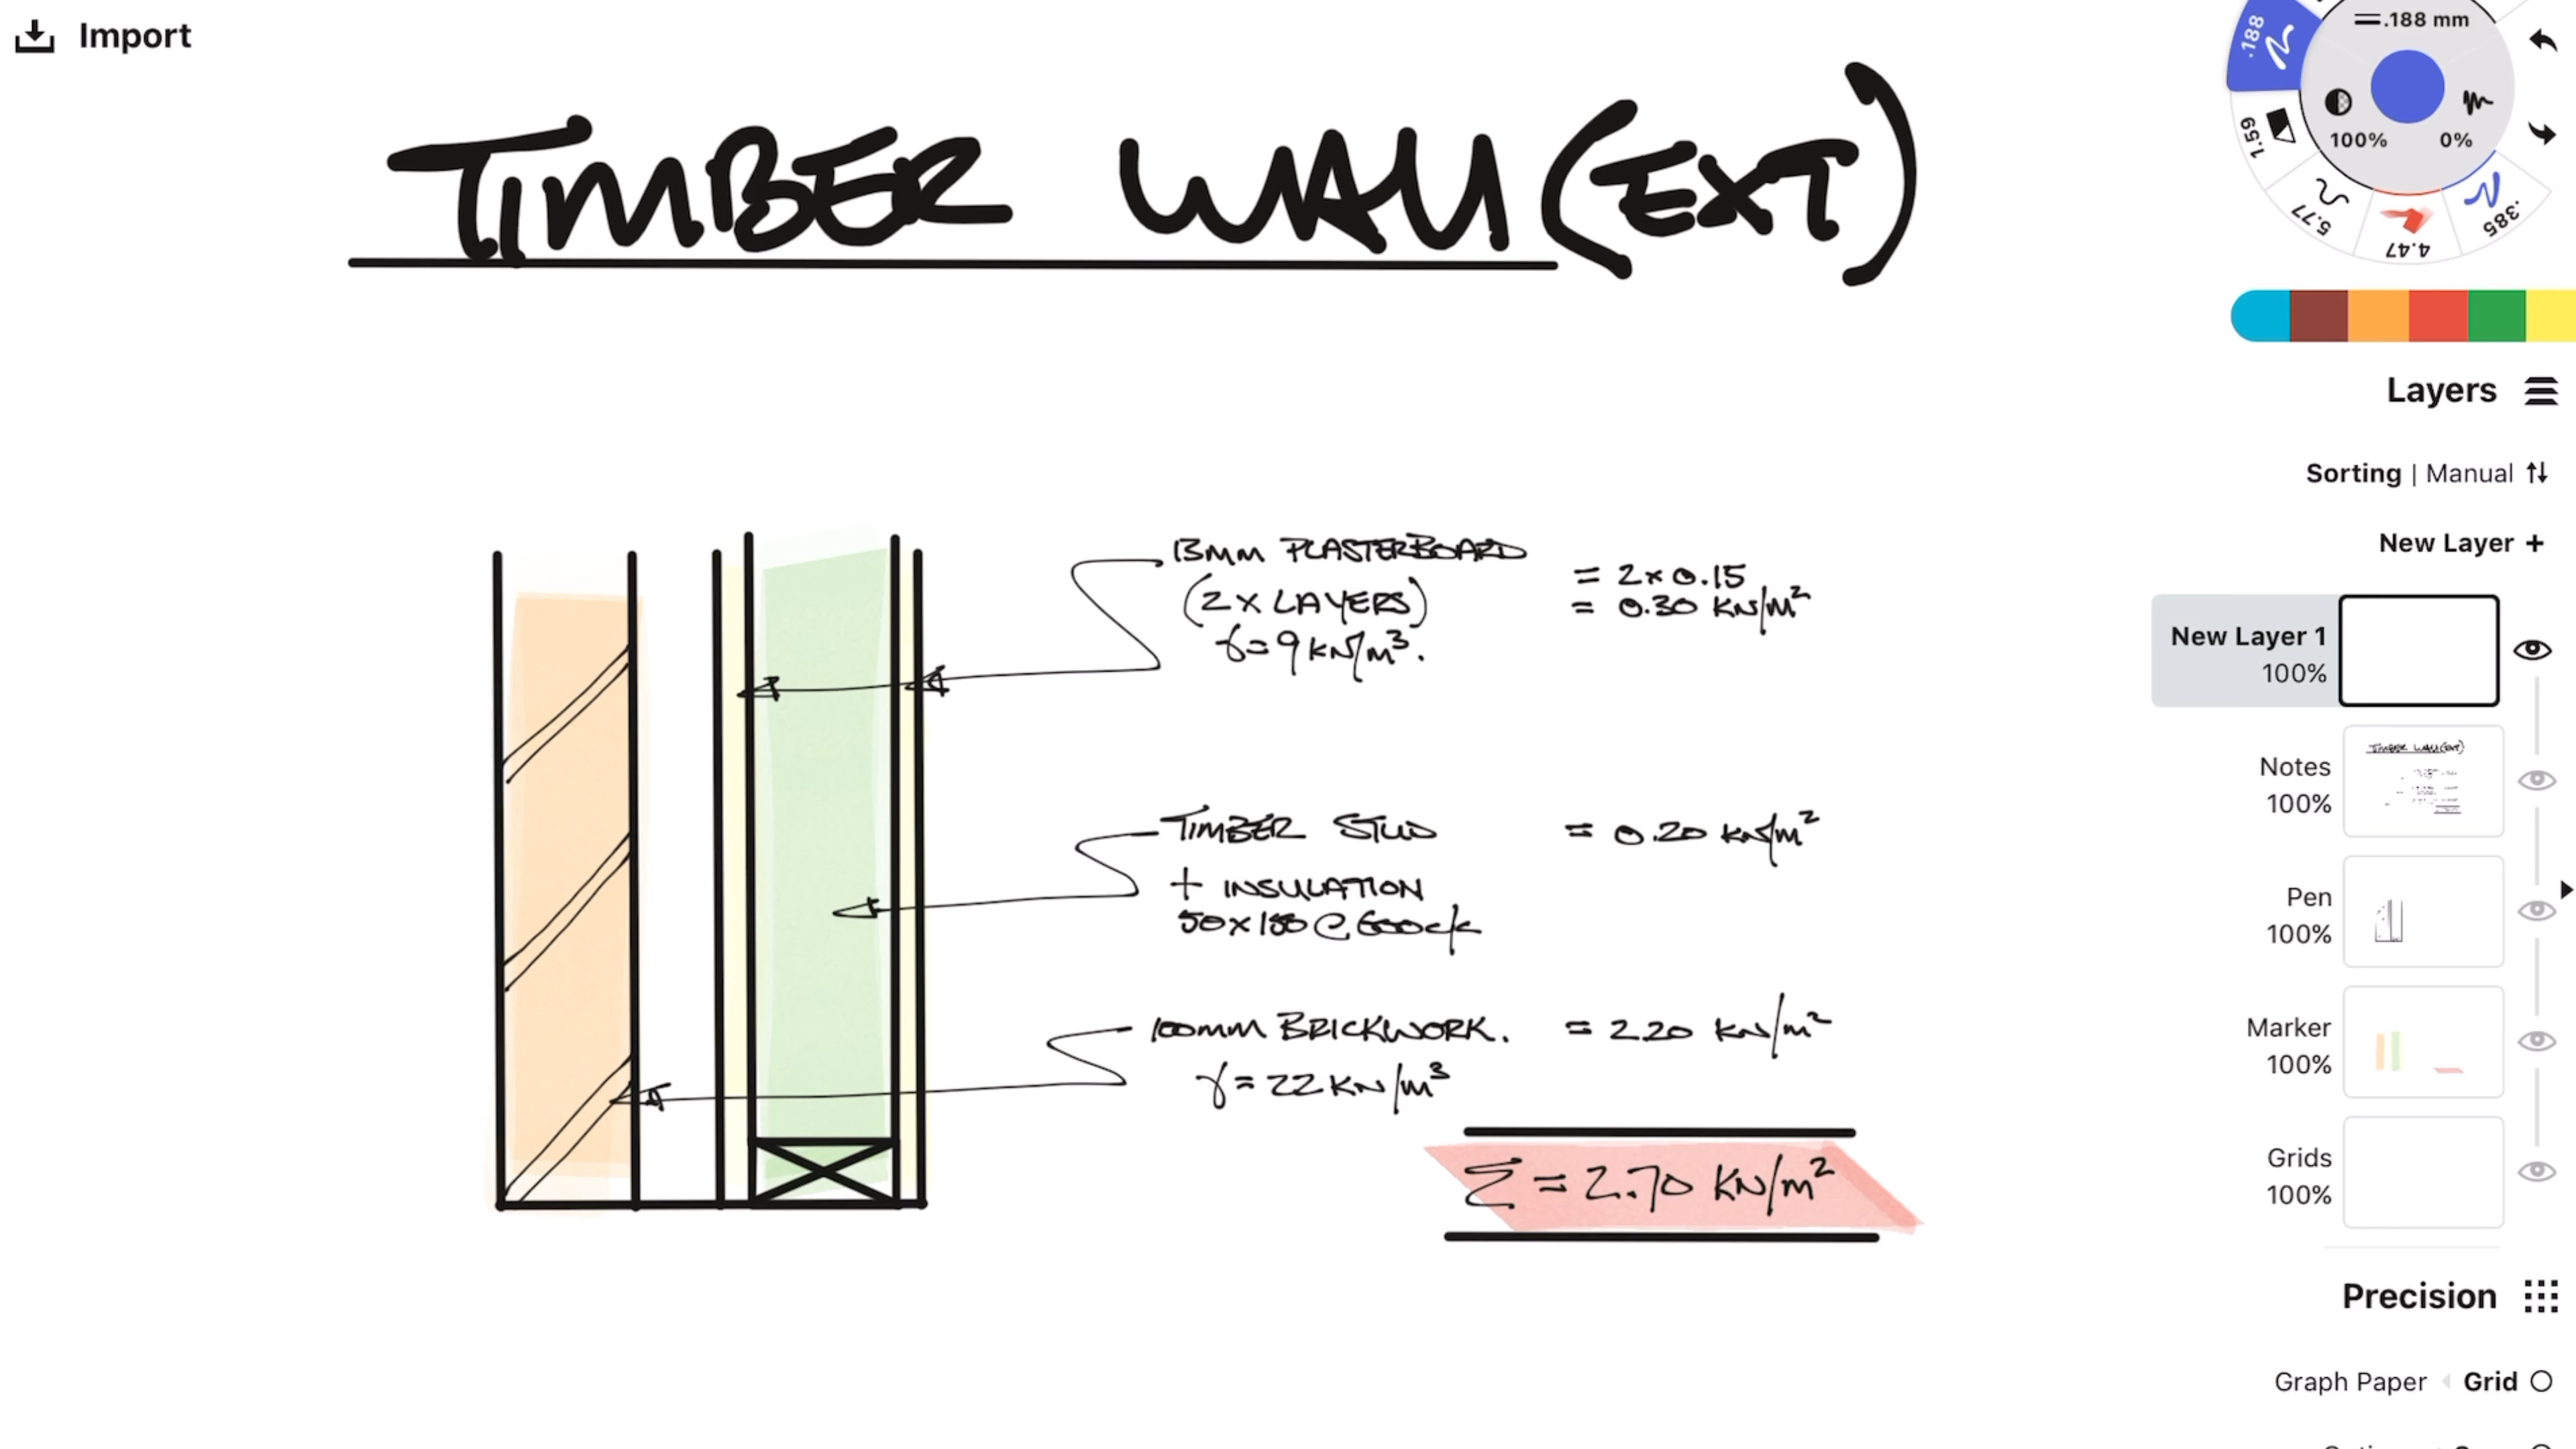 Import
.188 mm
.188
100%
0%
1.59
5.77
4.47
.385
TIMBER WALL (EXT)
Layers
Sorting | Manual
New Layer +
13MM PLASTERBOARD
(2 X LAYERS)
γ=9 KN/m³.
= 2 x 0.15
= 0.30 KN/m²
New Layer 1
100%
Notes
100%
TIMBER WALL (EXT)
TIMBER STUD = 0.20 KN/m²
+ INSULATION
50 x 150 @ 600 c/c
Pen
100%
100MM BRICKWORK. = 2.20 KN/m²
γ = 22 KN/m³
Marker
100%
Σ = 2.70 KN/m²
Grids
100%
Precision
Graph Paper Grid